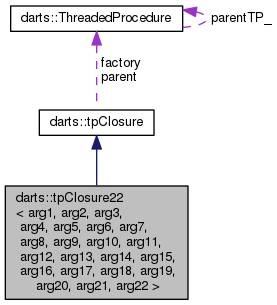 darts::ThreadedProcedure
parentTP_
factory
parent
darts::tpClosure
darts::tpClosure22
< arg1, arg2, arg3,
arg4, arg5, arg6, arg7,
arg8, arg9, arg10, arg11,
arg12, arg13, arg14, arg15,
arg16, arg17, arg18, arg19,
arg20, arg21, arg22 >